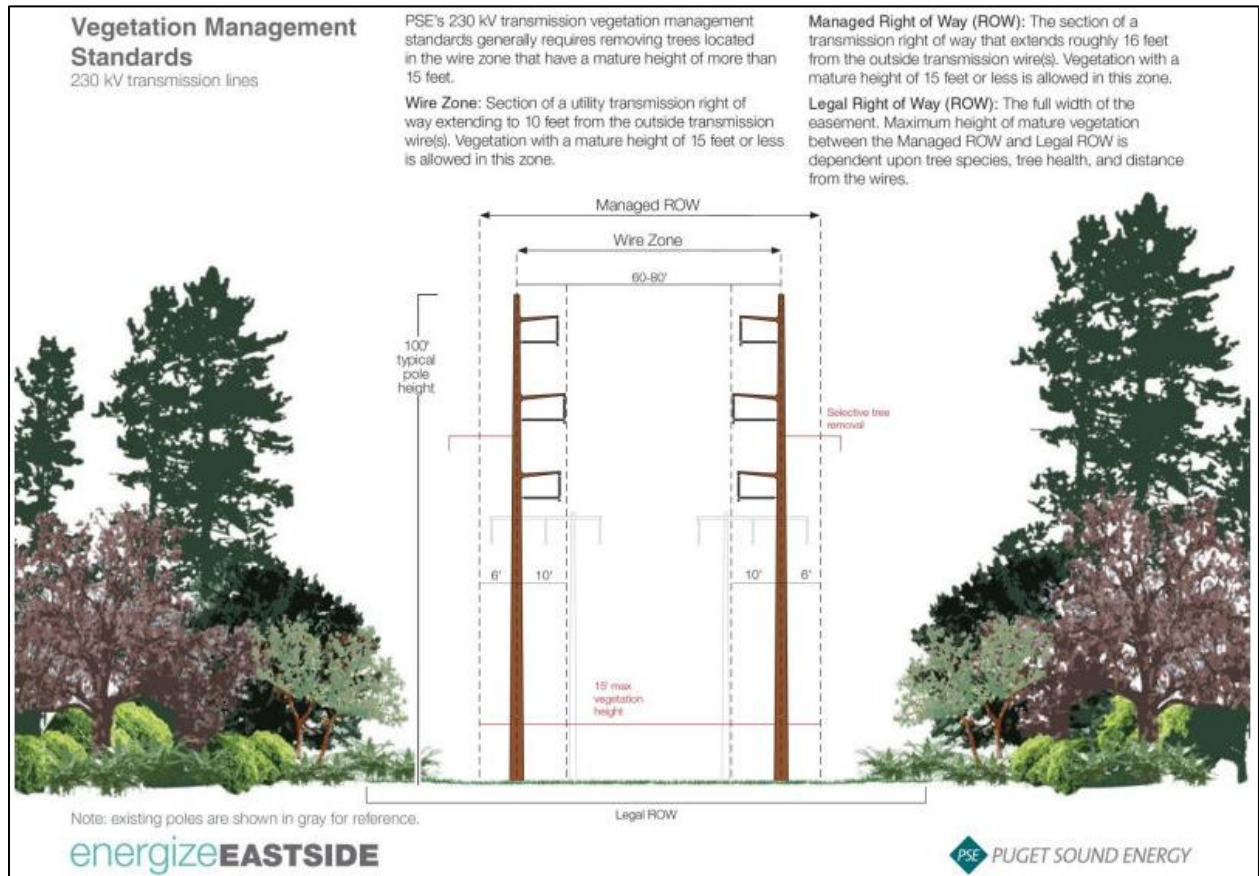 Vegetation Management
Standards
230 kV transmission lines
PSE's 230 kV transmission vegetation management
standards generally requires removing trees located
in the wire zone that have a mature height of more than
15 feet.
Wire Zone: Section of a utility transmission right of
way extending to 10 feet from the outside transmission
wire(s). Vegetation with a mature height of 15 feet or less
is allowed in this zone.
Managed Right of Way (ROW): The section of a
transmission right of way that extends roughly 16 feet
from the outside transmission wire(s). Vegetation with a
mature height of 15 feet or less is allowed in this zone.
Legal Right of Way (ROW): The full width of the
easement. Maximum height of mature vegetation
between the Managed ROW and Legal ROW is
dependent upon tree species, tree health, and distance
from the wires.
Managed ROW
Wire Zone
60-80'
100'
typical
pole
height
Selective tree
removal
6'
10'
10'
6'
15' max
vegetation
height
Legal ROW
Note: existing poles are shown in gray for reference.
energizeEASTSIDE
PSE PUGET SOUND ENERGY